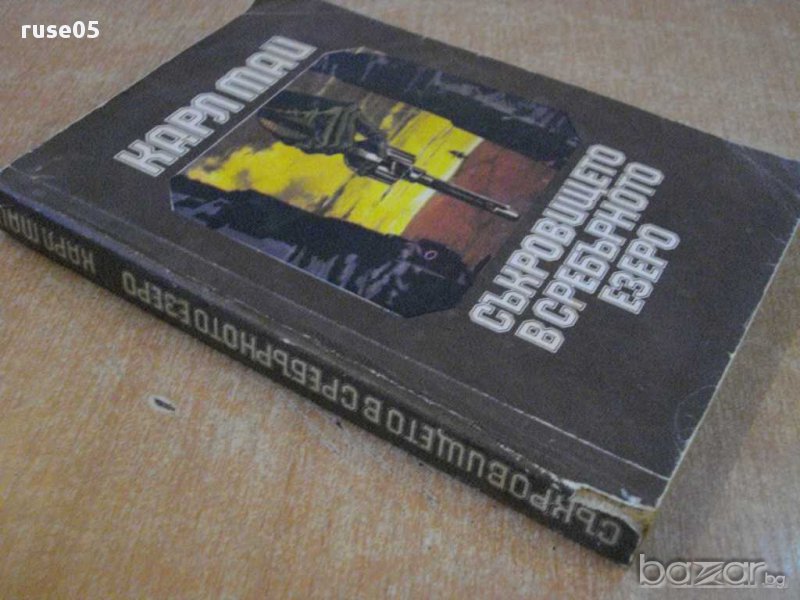 ruse05
КАРЛ МАЙ
СЪКРОВИЩЕТО
В СРЕБЪРНОТО
ЕЗЕРО
СЪКРОВИЩЕТО В СРЕБЪРНОТО ЕЗЕРО КАРЛ МАЙ
bazar.bg